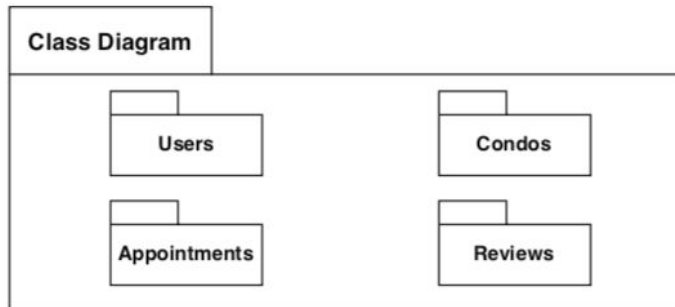 Class Diagram
Users
Condos
Appointments
Reviews